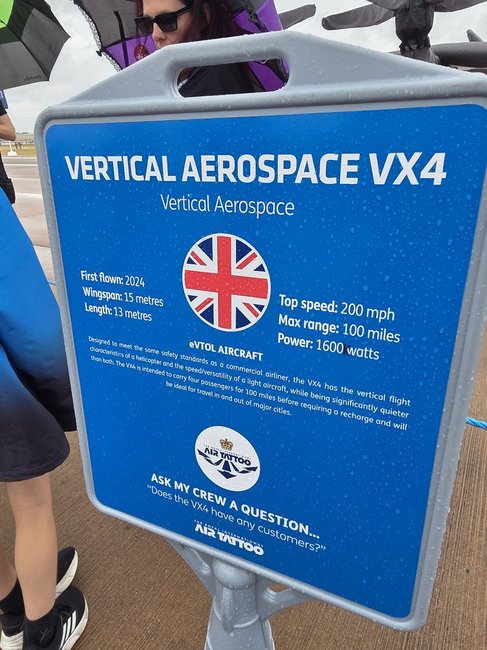 VERTICAL AEROSPACE VX4
Vertical Aerospace
First flown: 2024
Wingspan: 15 metres
Length: 13 metres
Top speed: 200 mph
Max range: 100 miles
Power: 1600 watts
eVTOL AIRCRAFT
Designed to meet the same safety standards as a commercial airliner, the VX4 has the vertical flight
characteristics of a helicopter and the speed/versatility of a light aircraft, while being significantly quieter
than both. The VX4 is intended to carry four passengers for 100 miles before requiring a recharge and will
be ideal for travel in and out of major cities.
AIR TATTOO
ASK MY CREW A QUESTION...
"Does the VX4 have any customers?"
THE ROYAL INTERNATIONAL
AIR TATTOO